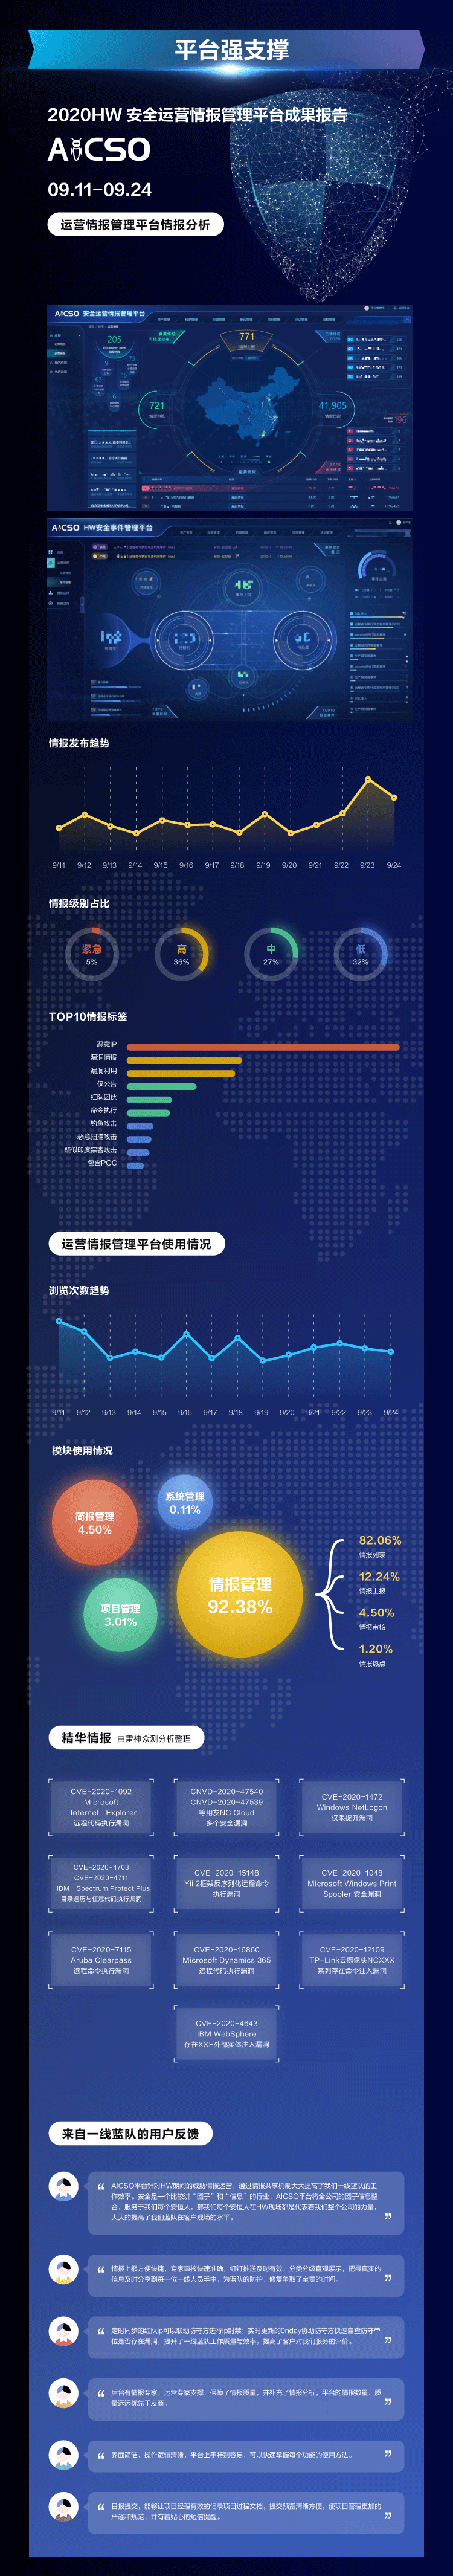 平台强支撑
2020HW 安全运营情报管理平台成果报告
AiCSO
09.11-09.24
运营情报管理平台情报分析
AiCSO 安全运营情报管理平台
205
771
721
41,905
196
AiCSO HW安全事件管理平台
情报发布趋势
9/11 9/12 9/13 9/14 9/15 9/16 9/17 9/18 9/19 9/20 9/21 9/22 9/23 9/24
情报级别占比
紧急 高 中 低
5% 36% 27% 32%
TOP10情报标签
恶意IP
漏洞情报
漏洞利用
仅公告
红队团伙
命令执行
钓鱼攻击
恶意扫描攻击
疑似印度黑客攻击
包含POC
运营情报管理平台使用情况
浏览次数趋势
9/11 9/12 9/13 9/14 9/15 9/16 9/17 9/18 9/19 9/20 9/21 9/22 9/23 9/24
模块使用情况
系统管理
0.11%
简报管理
4.50%
情报管理
92.38%
项目管理
3.01%
82.06%
情报列表
12.24%
情报上报
4.50%
情报审核
1.20%
情报热点
精华情报 由雷神众测分析整理
CVE-2020-1092
Microsoft
Internet Explorer
远程代码执行漏洞
CNVD-2020-47540
CNVD-2020-47539
等用友NC Cloud
多个安全漏洞
CVE-2020-1472
Windows NetLogon
权限提升漏洞
CVE-2020-4703
CVE-2020-4711
IBM Spectrum Protect Plus
目录遍历与任意代码执行漏洞
CVE-2020-15148
Yii 2框架反序列化远程命令
执行漏洞
CVE-2020-1048
Microsoft Windows Print
Spooler 安全漏洞
CVE-2020-7115
Aruba Clearpass
远程命令执行漏洞
CVE-2020-16860
Microsoft Dynamics 365
远程代码执行漏洞
CVE-2020-12109
TP-Link云摄像头NCXXX
系列存在命令注入漏洞
CVE-2020-4643
IBM WebSphere
存在XXE外部实体注入漏洞
来自一线蓝队的用户反馈
AICSO平台针对HW期间的威胁情报运营，通过情报共享机制大大提高了我们一线蓝队的工
作效率。安全是一个比较讲“圈子”和“信息”的行业，AICSO平台将全公司的圈子信息整
合，服务于我们每个安恒人，那我们每个安恒人在HW现场都是代表着我们整个公司的力量，
大大的提高了我们蓝队在客户现场的水平。
情报上报方便快捷，专家审核快速准确，钉钉推送及时有效，分类分级直观展示，把最真实的
信息及时分享到每一位一线人员手中，为蓝队的防护，修复争取了宝贵的时间。
定时同步的红队ip可以联动防守方进行ip封禁；实时更新的0nday协助防守方快速自查防守单
位是否存在漏洞，提升了一线蓝队工作质量与效率，提高了客户对我们服务的评价。
后台有情报专家、运营专家支撑，保障了情报质量，并补充了情报分析，平台的情报数量、质
量远远优先于友商。
界面简洁，操作逻辑清晰，平台上手特别容易，可以快速掌握每个功能的使用方法。
日报提交，能够让项目经理有效的记录项目过程文档，提交预览清晰方便，使项目管理更加的
严谨和规范，并有着贴心的短信提醒。